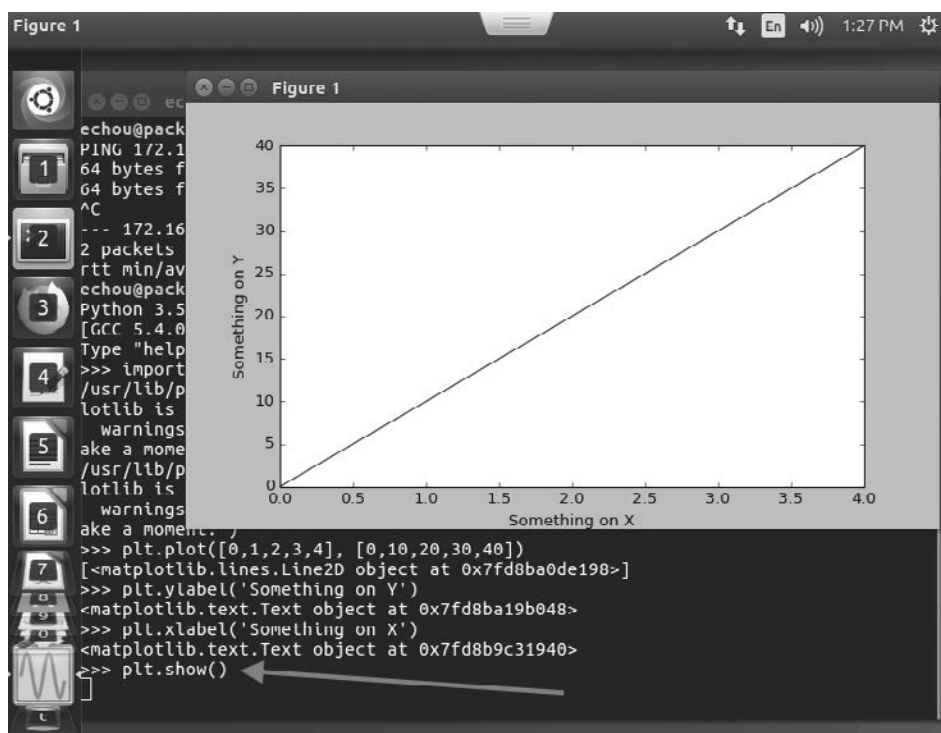 Figure 1
En
1:27 PM
Figure 1
ec
echou@pack
PING 172.1
64 bytes f
64 bytes f
^C
--- 172.16
2 packets
rtt min/av
echou@pack
Python 3.5
[GCC 5.4.0
Type "help
>>> import
/usr/lib/p
lotlib is
warnings
ake a mome
/usr/lib/p
lotlib is
warnings
ake a moment.')
1
2
3
4
5
6
7
8
9
0
40
35
30
25
20
15
10
5
0
Something on Y
0.0 0.5 1.0 1.5 2.0 2.5 3.0 3.5 4.0
Something on X
>>> plt.plot([0,1,2,3,4], [0,10,20,30,40])
[<matplotlib.lines.Line2D object at 0x7fd8ba0de198>]
>>> plt.ylabel('Something on Y')
<matplotlib.text.Text object at 0x7fd8ba19b048>
>>> plt.xlabel('Something on X')
<matplotlib.text.Text object at 0x7fd8b9c31940>
>>> plt.show()